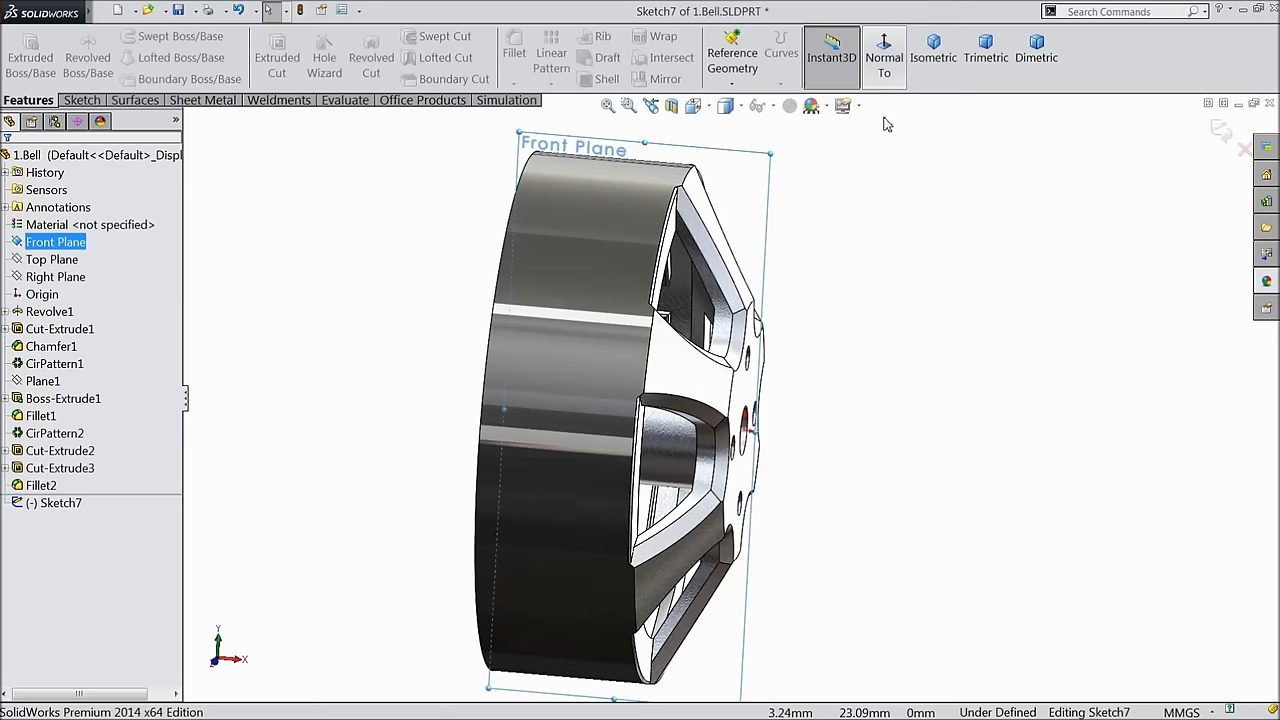 SOLIDWORKS
Sketch7 of 1.Bell.SLDPRT *
Search Commands
Extruded Boss/Base
Revolved Boss/Base
Swept Boss/Base
Lofted Boss/Base
Boundary Boss/Base
Extruded Cut
Hole Wizard
Revolved Cut
Swept Cut
Lofted Cut
Boundary Cut
Fillet
Linear Pattern
Rib
Draft
Shell
Wrap
Intersect
Mirror
Reference Geometry
Curves
Instant3D
Normal To
Isometric
Trimetric
Dimetric
Features
Sketch
Surfaces
Sheet Metal
Weldments
Evaluate
Office Products
Simulation
1.Bell (Default<<Default>_Displ
History
Sensors
Annotations
Material <not specified>
Front Plane
Top Plane
Right Plane
Origin
Revolve1
Cut-Extrude1
Chamfer1
CirPattern1
Plane1
Boss-Extrude1
Fillet1
CirPattern2
Cut-Extrude2
Cut-Extrude3
Fillet2
(-) Sketch7
Front Plane
Y
X
SolidWorks Premium 2014 x64 Edition
3.24mm
23.09mm
0mm
Under Defined
Editing Sketch7
MMGS